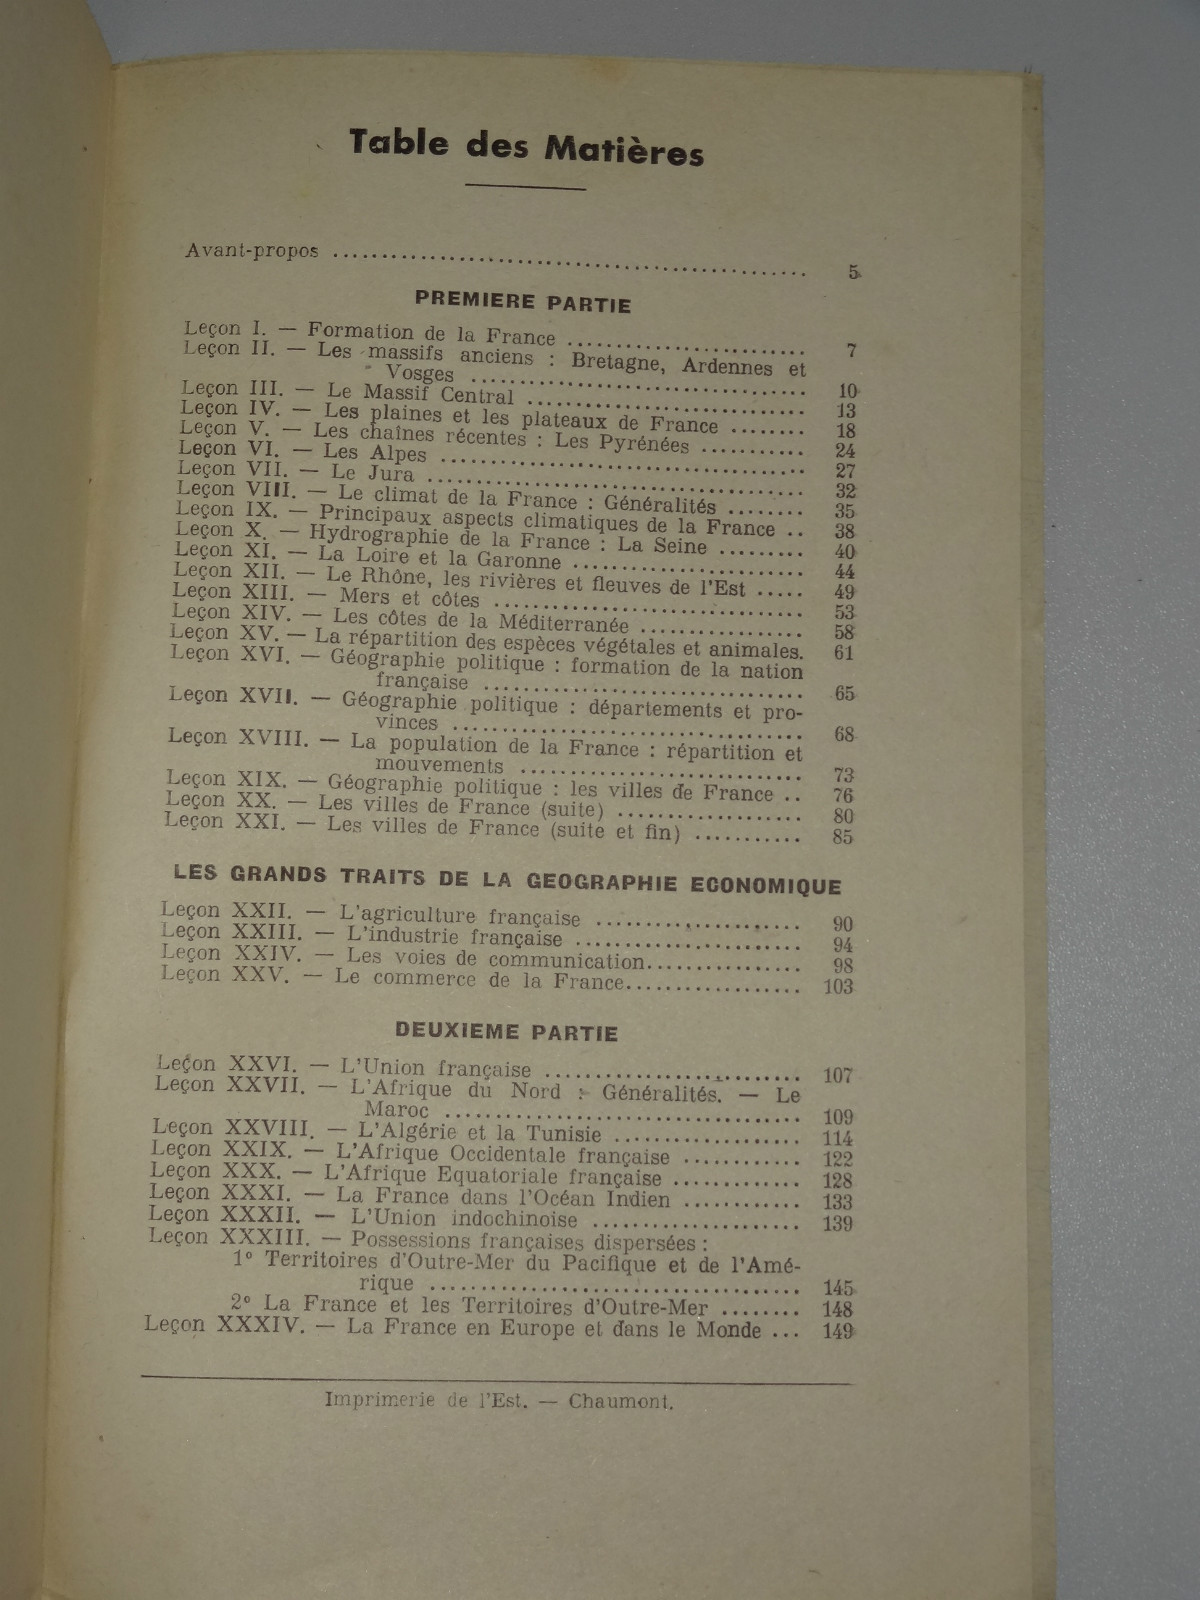 Table des Matières
Avant-propos ........ 5
PREMIERE PARTIE
Leçon I. — Formation de la France ........ 7
Leçon II. — Les massifs anciens : Bretagne, Ardennes et
Vosges ........ 10
Leçon III. — Le Massif Central ........ 13
Leçon IV. — Les plaines et les plateaux de France ........ 18
Leçon V. — Les chaînes récentes : Les Pyrénées ........ 24
Leçon VI. — Les Alpes ........ 27
Leçon VII. — Le Jura ........ 32
Leçon VIII. — Le climat de la France : Généralités ........ 35
Leçon IX. — Principaux aspects climatiques de la France .. 38
Leçon X. — Hydrographie de la France : La Seine ........ 40
Leçon XI. — La Loire et la Garonne ........ 44
Leçon XII. — Le Rhône, les rivières et fleuves de l'Est ..... 49
Leçon XIII. — Mers et côtes ........ 53
Leçon XIV. — Les côtes de la Méditerranée ........ 58
Leçon XV. — La répartition des espèces végétales et animales. 61
Leçon XVI. — Géographie politique : formation de la nation
française ........ 65
Leçon XVII. — Géographie politique : départements et pro-
vinces ........ 68
Leçon XVIII. — La population de la France : répartition et
mouvements ........ 73
Leçon XIX. — Géographie politique : les villes de France .. 76
Leçon XX. — Les villes de France (suite) ........ 80
Leçon XXI. — Les villes de France (suite et fin) ........ 85
LES GRANDS TRAITS DE LA GEOGRAPHIE ECONOMIQUE
Leçon XXII. — L'agriculture française ........ 90
Leçon XXIII. — L'industrie française ........ 94
Leçon XXIV. — Les voies de communication........ 98
Leçon XXV. — Le commerce de la France........ 103
DEUXIEME PARTIE
Leçon XXVI. — L'Union française ........ 107
Leçon XXVII. — L'Afrique du Nord : Généralités. — Le
Maroc ........ 109
Leçon XXVIII. — L'Algérie et la Tunisie ........ 114
Leçon XXIX. — L'Afrique Occidentale française ........ 122
Leçon XXX. — L'Afrique Equatoriale française ........ 128
Leçon XXXI. — La France dans l'Océan Indien ........ 133
Leçon XXXII. — L'Union indochinoise ........ 139
Leçon XXXIII. — Possessions françaises dispersées :
1° Territoires d'Outre-Mer du Pacifique et de l'Amé-
rique ........ 145
2° La France et les Territoires d'Outre-Mer ........ 148
Leçon XXXIV. — La France en Europe et dans le Monde ... 149
Imprimerie de l'Est. — Chaumont.